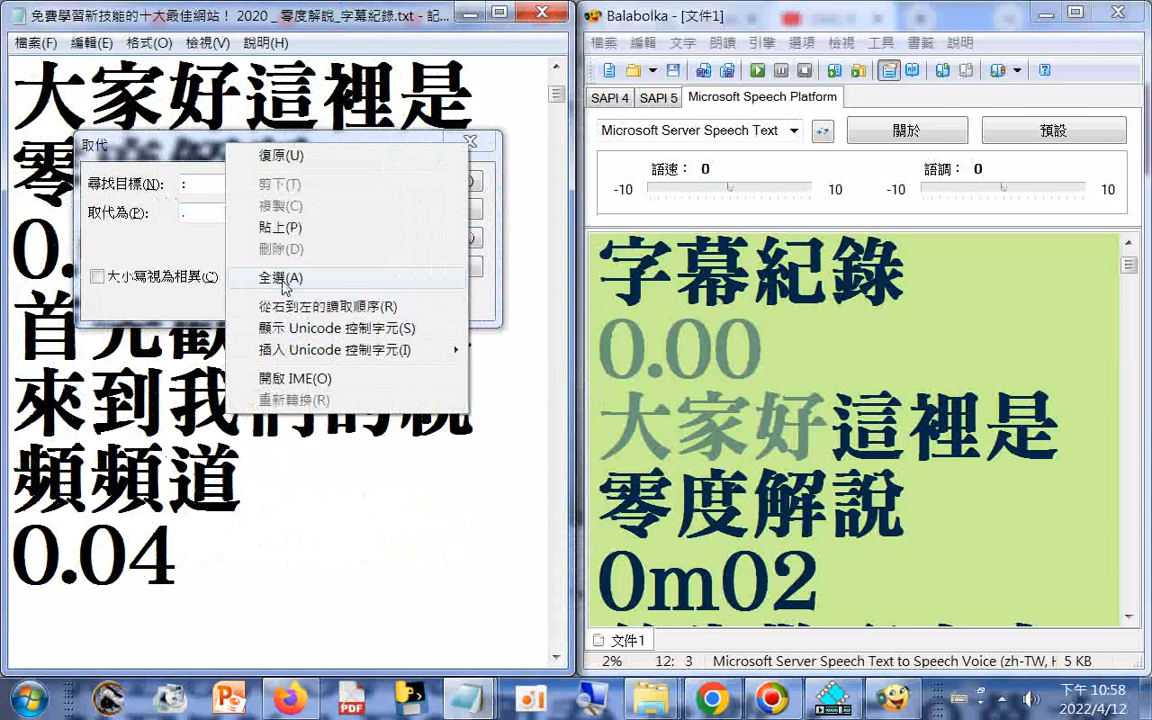 免費學習新技能的十大最佳網站！ 2020 _ 零度解說_字幕紀錄.txt - 記...
檔案(F) 編輯(E) 格式(O) 檢視(V) 說明(H)
大家好這裡是
零
0.
首先歡
來到我們的視
頻頻道
0.04
取代
尋找目標(N): :
取代為(P): .
大小寫視為相異(C)
復原(U)
剪下(T)
複製(C)
貼上(P)
刪除(D)
全選(A)
從右到左的讀取順序(R)
顯示 Unicode 控制字元(S)
插入 Unicode 控制字元(I)
開啟 IME(O)
重新轉換(R)
Balabolka - [文件1]
檔案 編輯 文字 朗讀 引擎 選項 檢視 工具 書籤 說明
SAPI 4 SAPI 5 Microsoft Speech Platform
Microsoft Server Speech Text
關於
預設
語速： 0
語調： 0
-10 10 -10 10
字幕紀錄
0.00
大家好這裡是
零度解說
0m02
文件1
2% 12: 3 Microsoft Server Speech Text to Speech Voice (zh-TW, H 5 KB
PDF
下午 10:58
2022/4/12